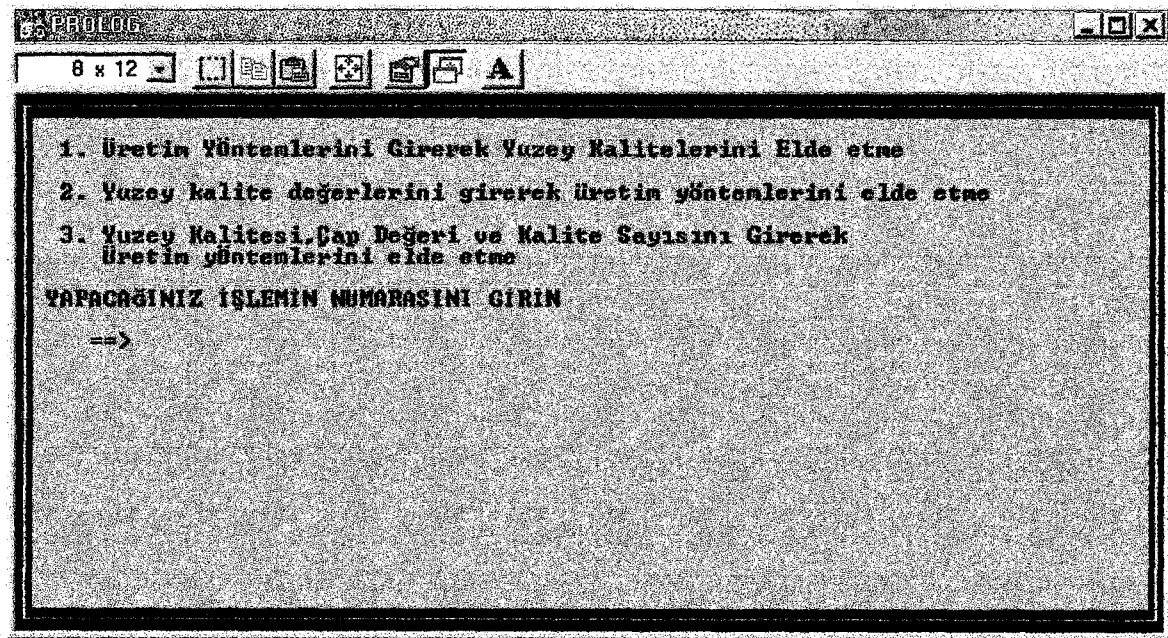 PROLOG
8 x 12
A
1. Üretim YÖntemlerini Girerek Yuzey Kalitelerini Elde etme
2. Yuzey kalite değerlerini girerek üretim yöntemlerini elde etme
3. Yuzey Kalitesi,Çap Değeri ve Kalite Sayısını Girerek
Üretim yÖntemlerini elde etme
YAPACAĞINIZ İŞLEMİN NUMARASINI GİRİN
==>